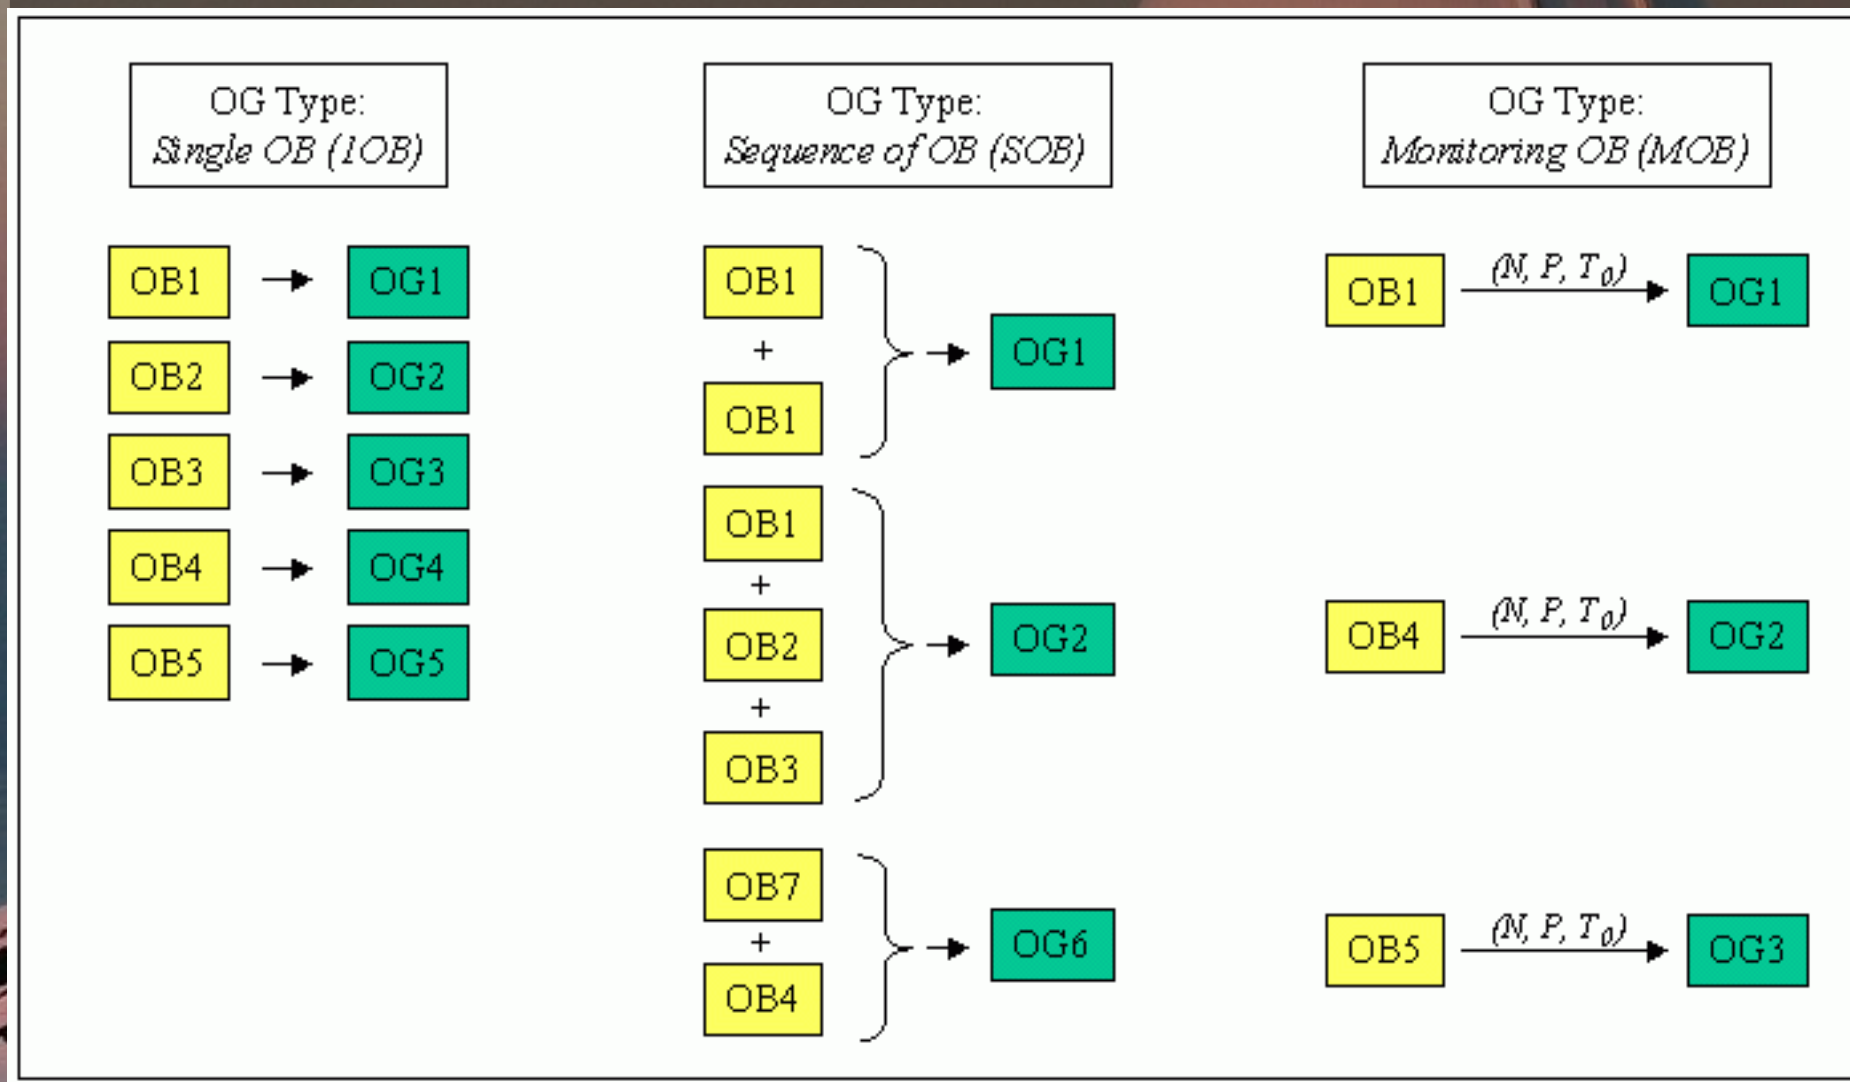 OG Type:
Single OB (1OB)
OB1 → OG1
OB2 → OG2
OB3 → OG3
OB4 → OG4
OB5 → OG5
OG Type:
Sequence of OB (SOB)
OB1
+
OB1
→ OG1
OB1
+
OB2
+
OB3
→ OG2
OB7
+
OB4
→ OG6
OG Type:
Monitoring OB (MOB)
OB1 (N, P, T₀) → OG1
OB4 (N, P, T₀) → OG2
OB5 (N, P, T₀) → OG3